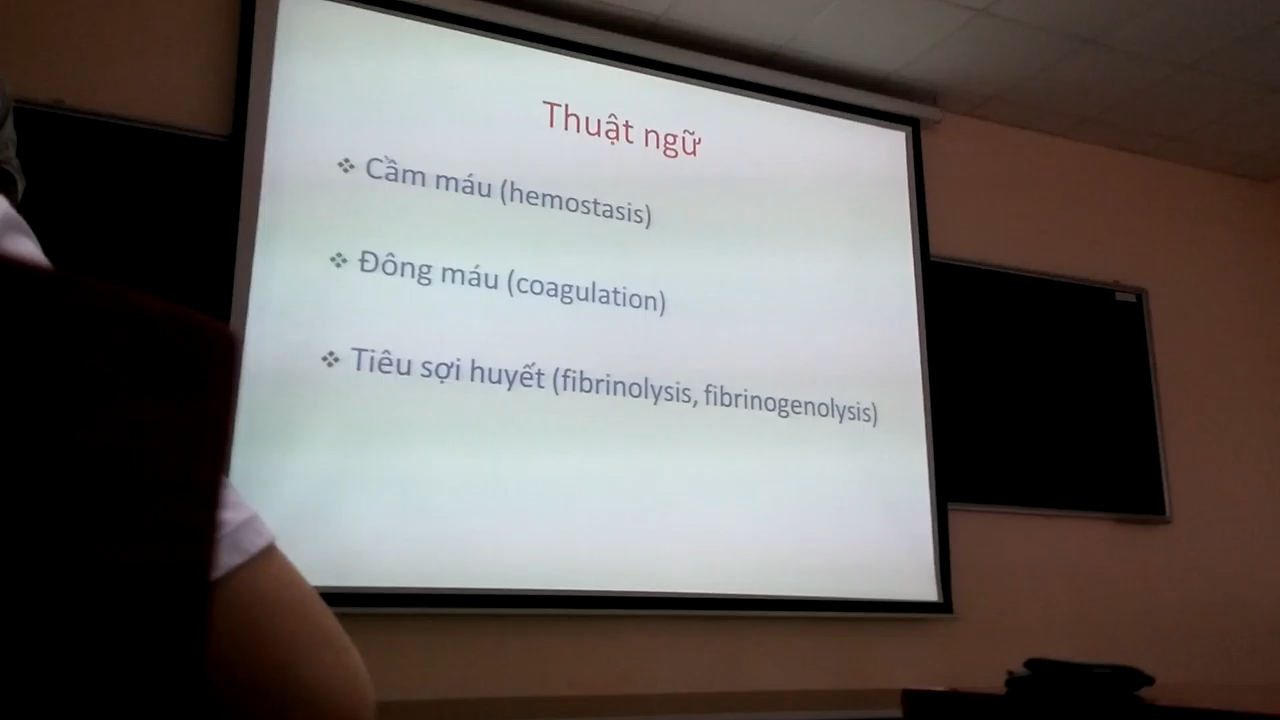 Thuật ngữ
❖ Cầm máu (hemostasis)
❖ Đông máu (coagulation)
❖ Tiêu sợi huyết (fibrinolysis, fibrinogenolysis)